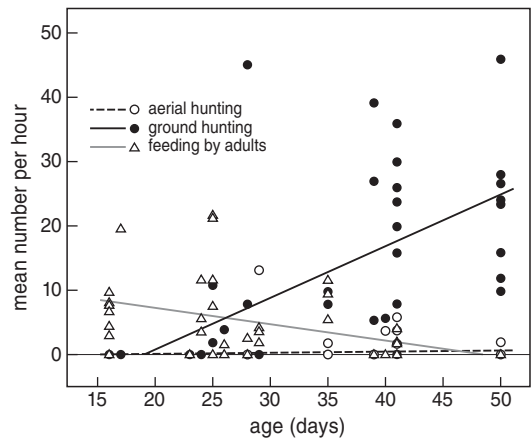 50
40
30
20
10
0
mean number per hour
aerial hunting
ground hunting
feeding by adults
15 20 25 30 35 40 45 50
age (days)